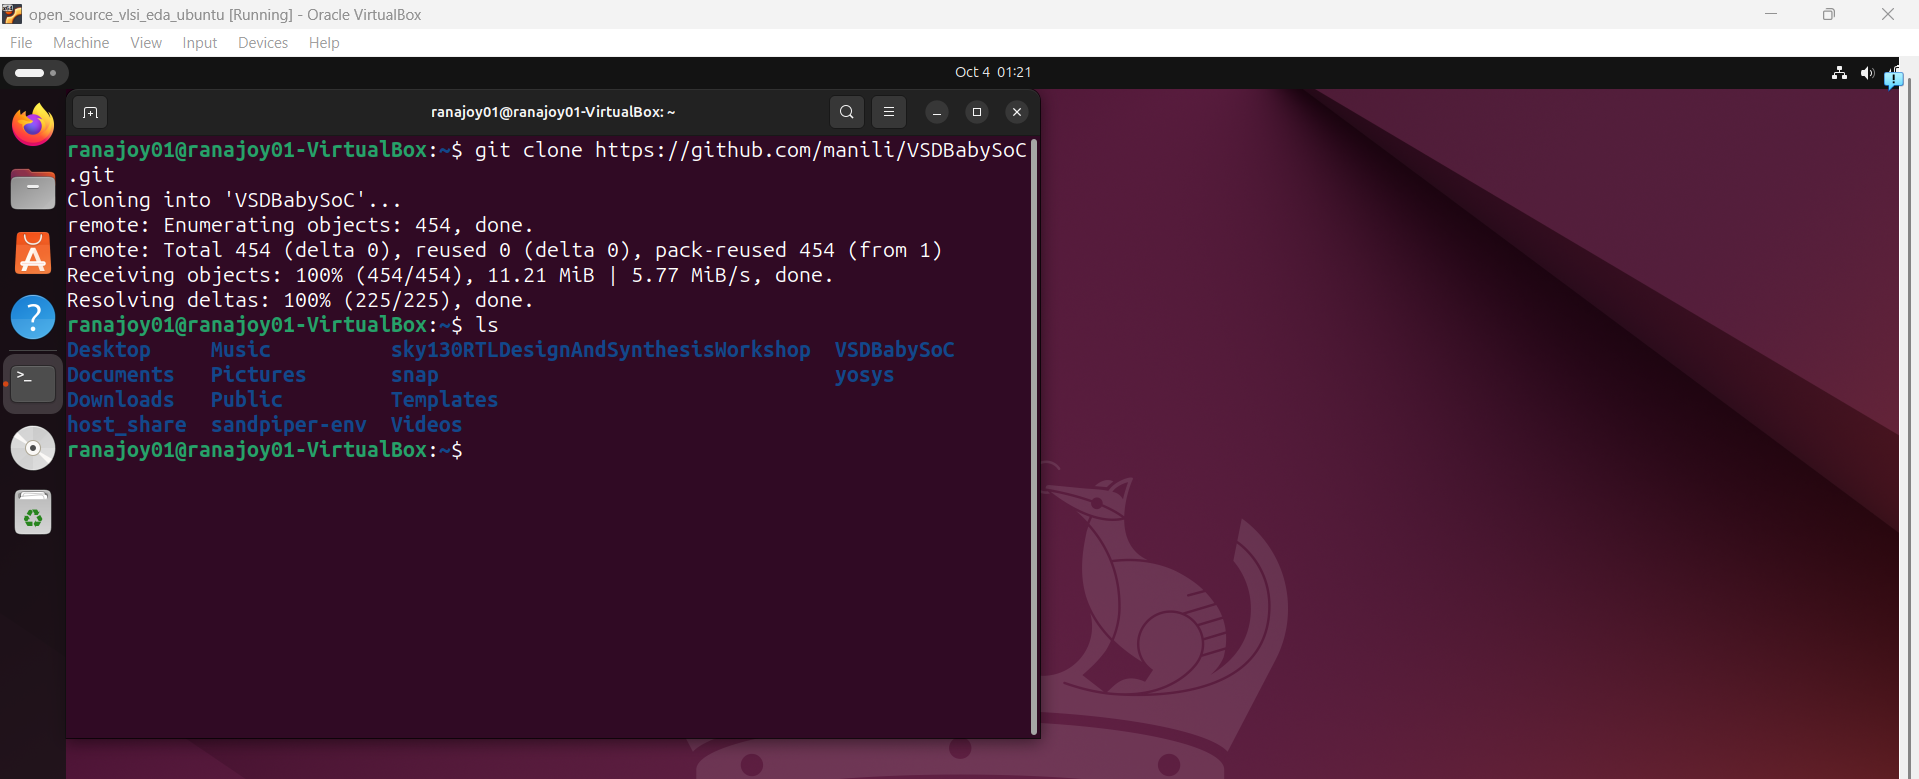 open_source_vlsi_eda_ubuntu [Running] - Oracle VirtualBox
File Machine View Input Devices Help
Oct 4 01:21
ranajoy01@ranajoy01-VirtualBox: ~
ranajoy01@ranajoy01-VirtualBox:~$ git clone https://github.com/manili/VSDBabySoC
.git
Cloning into 'VSDBabySoC'...
remote: Enumerating objects: 454, done.
remote: Total 454 (delta 0), reused 0 (delta 0), pack-reused 454 (from 1)
Receiving objects: 100% (454/454), 11.21 MiB | 5.77 MiB/s, done.
Resolving deltas: 100% (225/225), done.
ranajoy01@ranajoy01-VirtualBox:~$ ls
Desktop Music sky130RTLDesignAndSynthesisWorkshop VSDBabySoC
Documents Pictures snap yosys
Downloads Public Templates
host_share sandpiper-env Videos
ranajoy01@ranajoy01-VirtualBox:~$